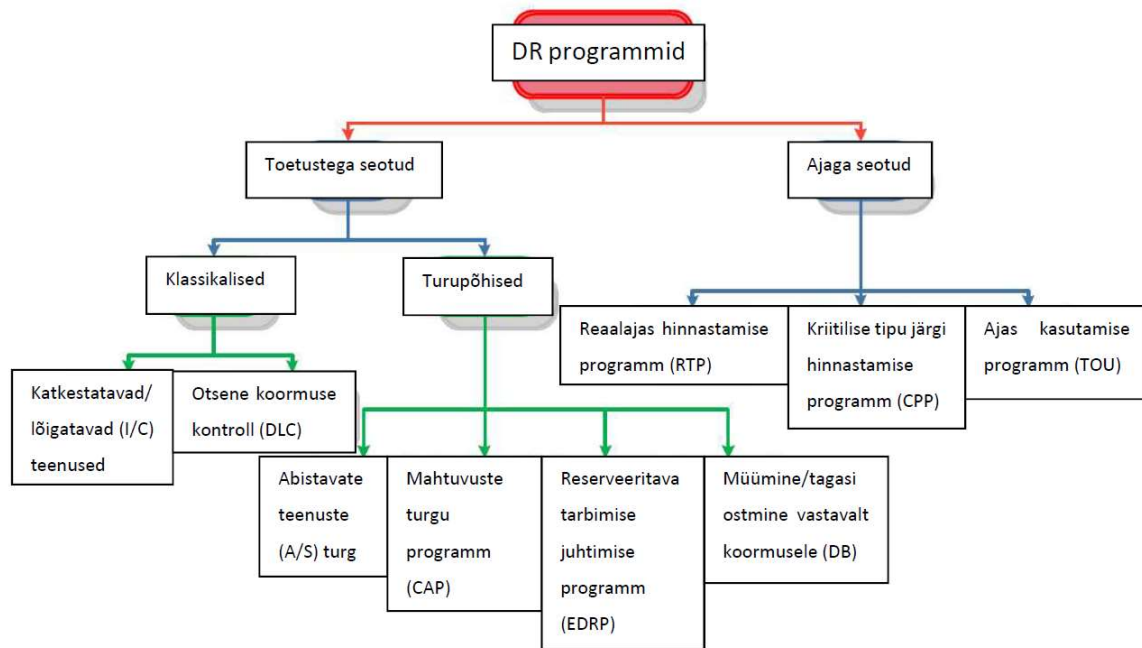 DR programmid
Toetustega seotud
Ajaga seotud
Klassikalised
Turupõhised
Reaalajas hinnastamise
programm (RTP)
Kriitilise tipu järgi
hinnastamise
programm (CPP)
Ajas kasutamise
programm (TOU)
Katkestatavad/
lõigatavad (I/C)
teenused
Otsene koormuse
kontroll (DLC)
Abistavate
teenuste
(A/S) turg
Mahtuvuste
turgu
programm
(CAP)
Reserveeritava
tarbimise
juhtimise
programm
(EDRP)
Müümine/tagasi
ostmine vastavalt
koormusele (DB)